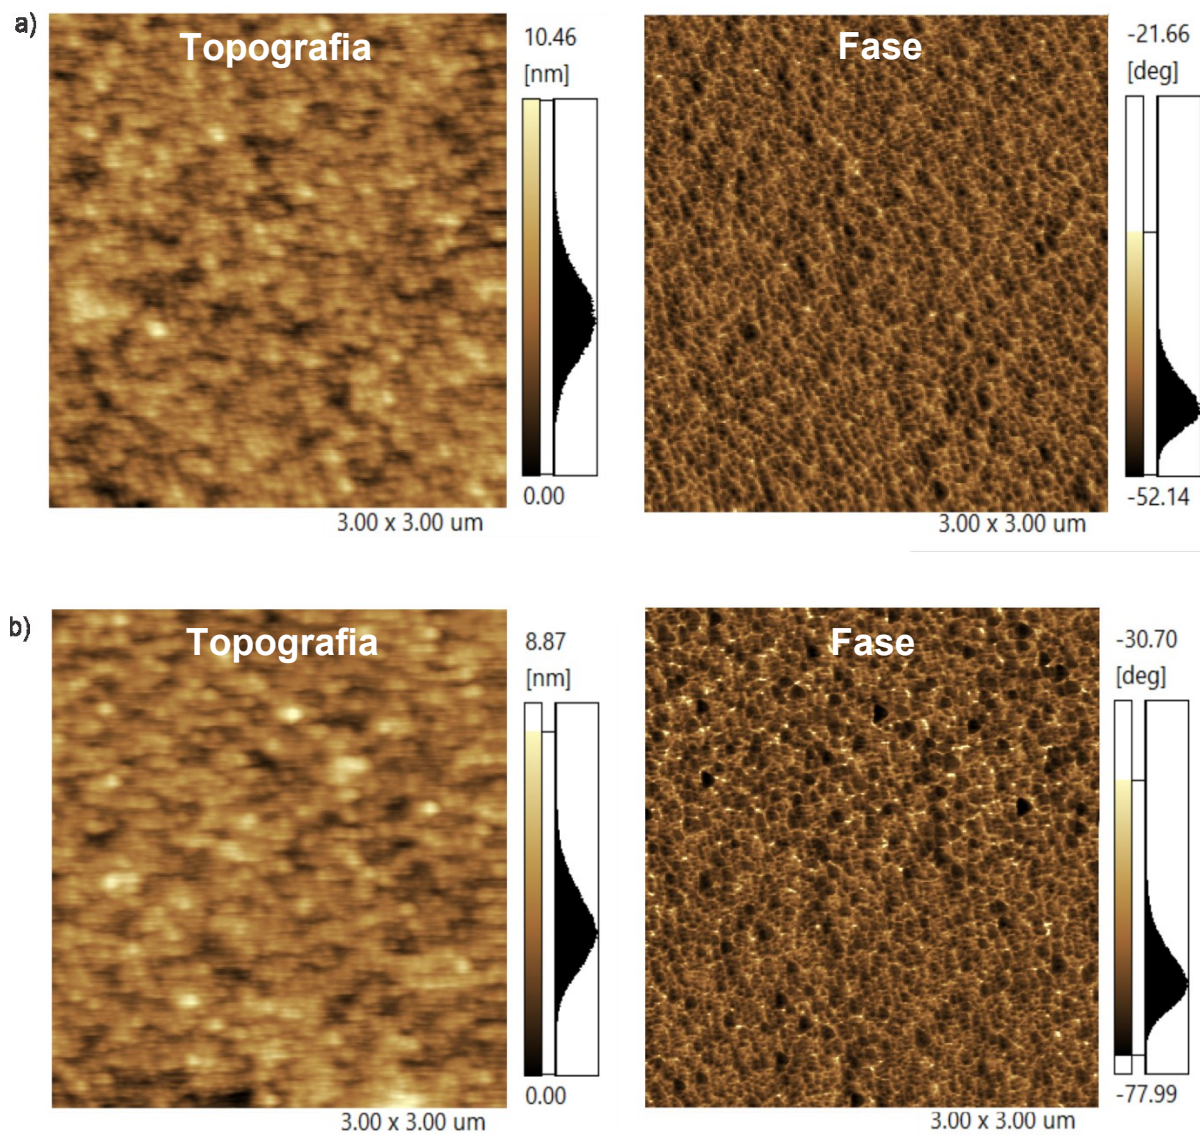 a)
Topografia
10.46
[nm]
0.00
3.00 x 3.00 um
Fase
-21.66
[deg]
-52.14
3.00 x 3.00 um
b)
Topografia
8.87
[nm]
0.00
3.00 x 3.00 um
Fase
-30.70
[deg]
-77.99
3.00 x 3.00 um